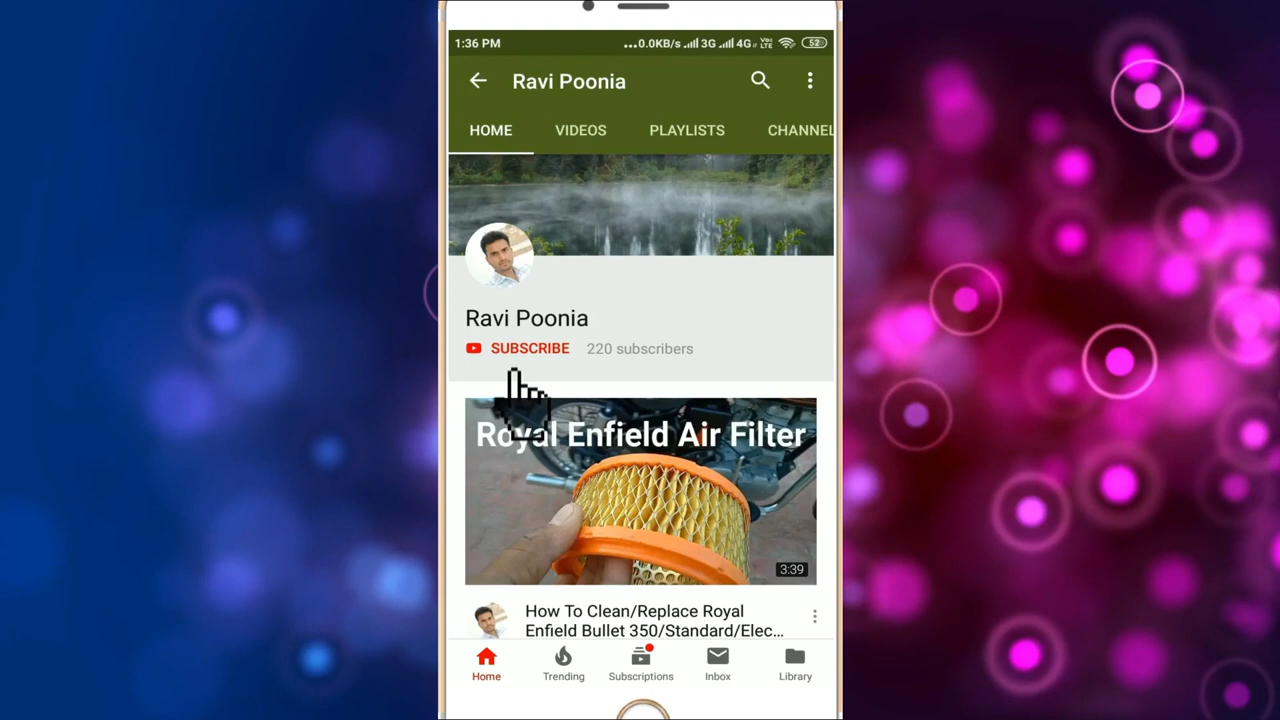 1:36 PM ...0.0KB/s 3G 4G Vo LTE 52
Ravi Poonia
HOME VIDEOS PLAYLISTS CHANNEL
Ravi Poonia
SUBSCRIBE 220 subscribers
Royal Enfield Air Filter
3:39
How To Clean/Replace Royal
Enfield Bullet 350/Standard/Elec...
Home Trending Subscriptions Inbox Library